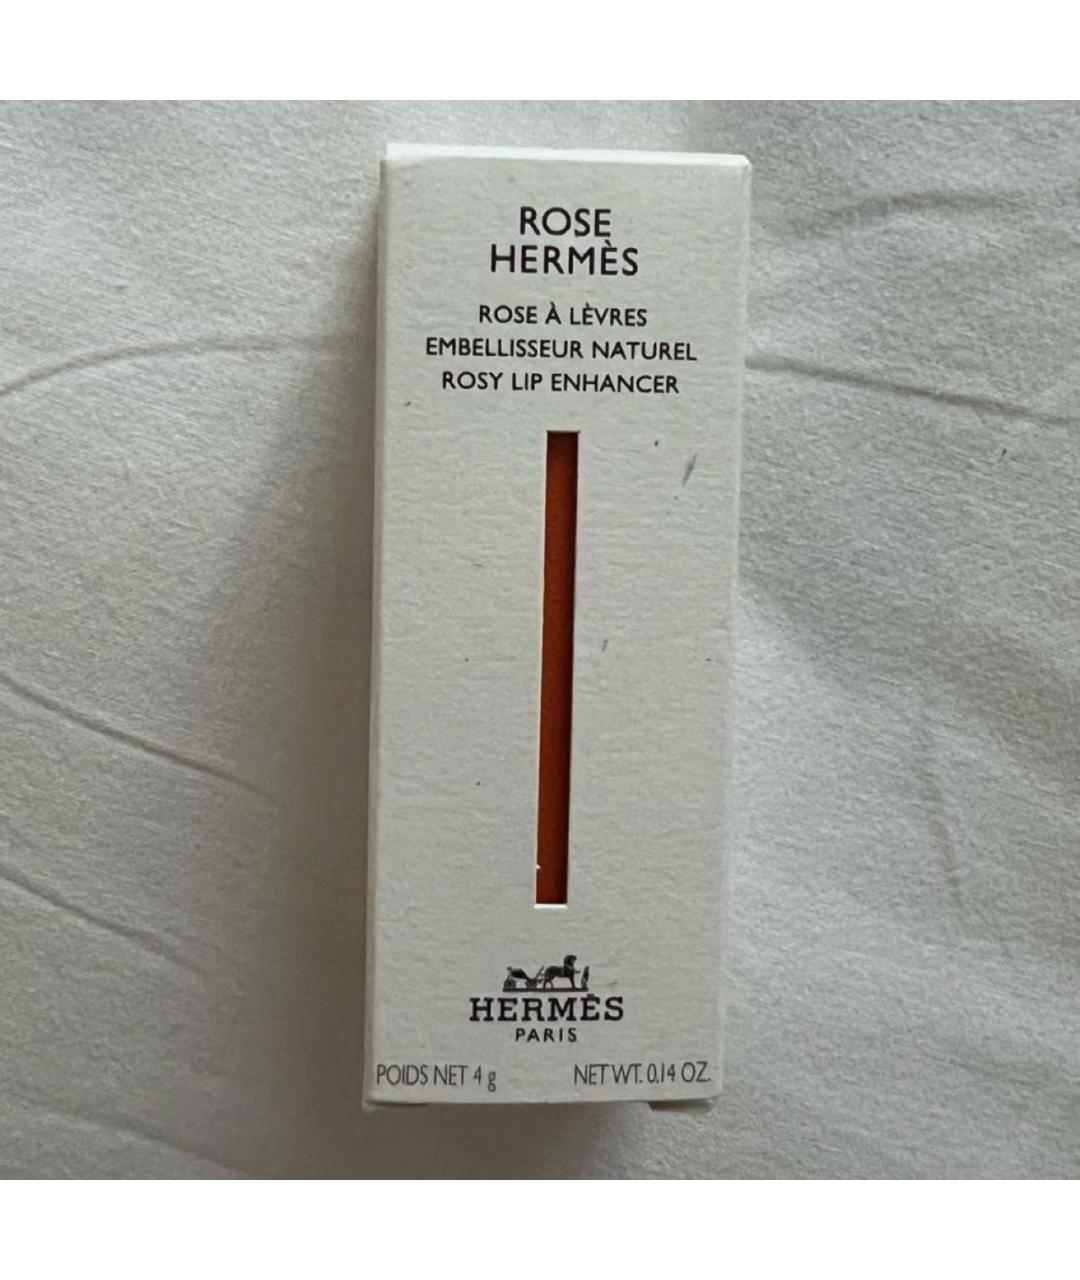 ROSE
HERMÈS
ROSE À LÈVRES
EMBELLISSEUR NATUREL
ROSY LIP ENHANCER
HERMÈS
PARIS
POIDS NET 4 g NET WT. 0.14 OZ.